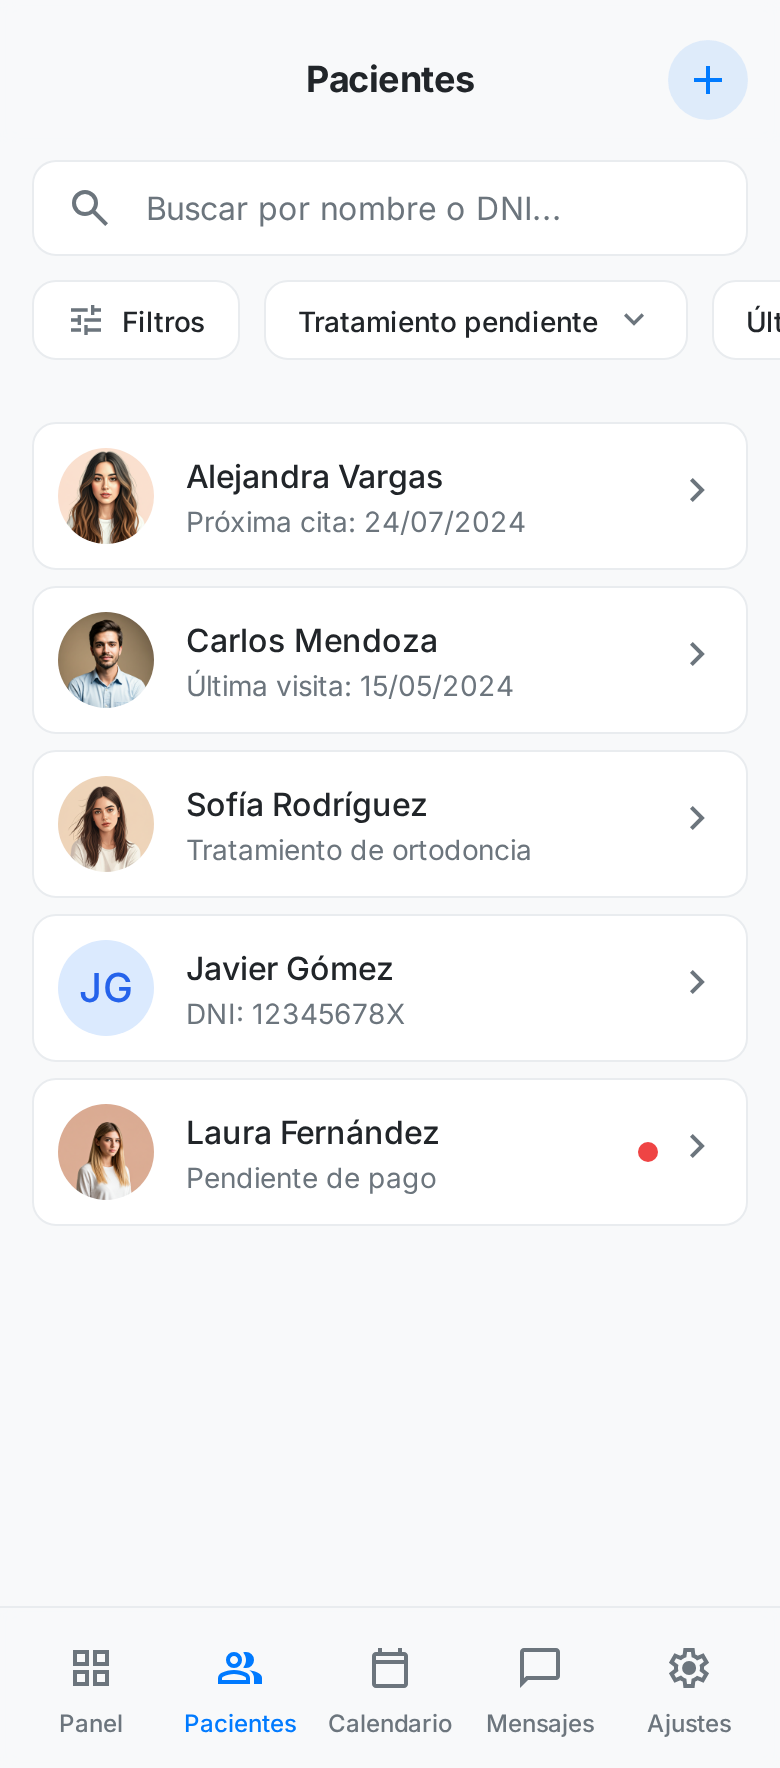 Pacientes
Buscar por nombre o DNI...
Filtros
Tratamiento pendiente
Últ
Alejandra Vargas
Próxima cita: 24/07/2024
Carlos Mendoza
Última visita: 15/05/2024
Sofía Rodríguez
Tratamiento de ortodoncia
JG
Javier Gómez
DNI: 12345678X
Laura Fernández
Pendiente de pago
Panel
Pacientes
Calendario
Mensajes
Ajustes